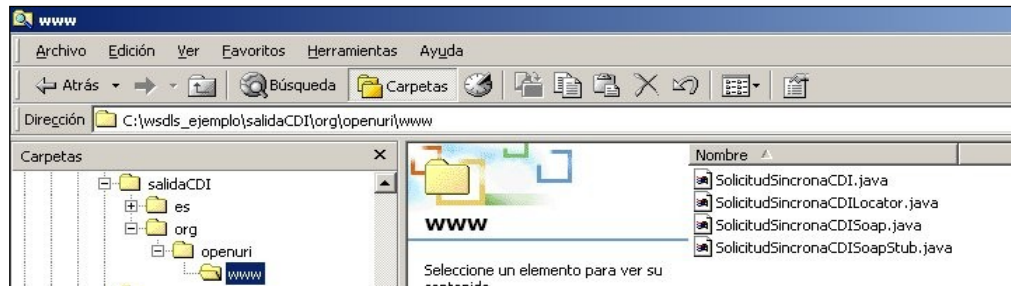 www
Archivo Edición Ver Favoritos Herramientas Ayuda
Atrás Búsqueda Carpetas
Dirección C:\wsdls_ejemplo\salidaCDI\org\openuri\www
Carpetas
salidaCDI
es
org
openuri
www
www
Seleccione un elemento para ver su
Nombre
SolicitudSincronaCDI.java
SolicitudSincronaCDILocator.java
SolicitudSincronaCDISoap.java
SolicitudSincronaCDISoapStub.java